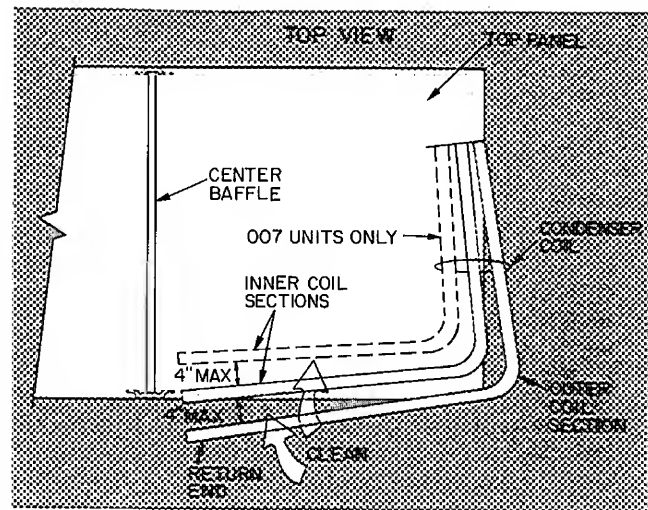 TOP VIEW
TOP PANEL
CENTER
BAFFLE
007 UNITS ONLY
CONDENSER
COIL
INNER COIL
SECTIONS
4" MAX
4" MAX
OUTER
COIL
SECTION
CLEAN
RETURN
END